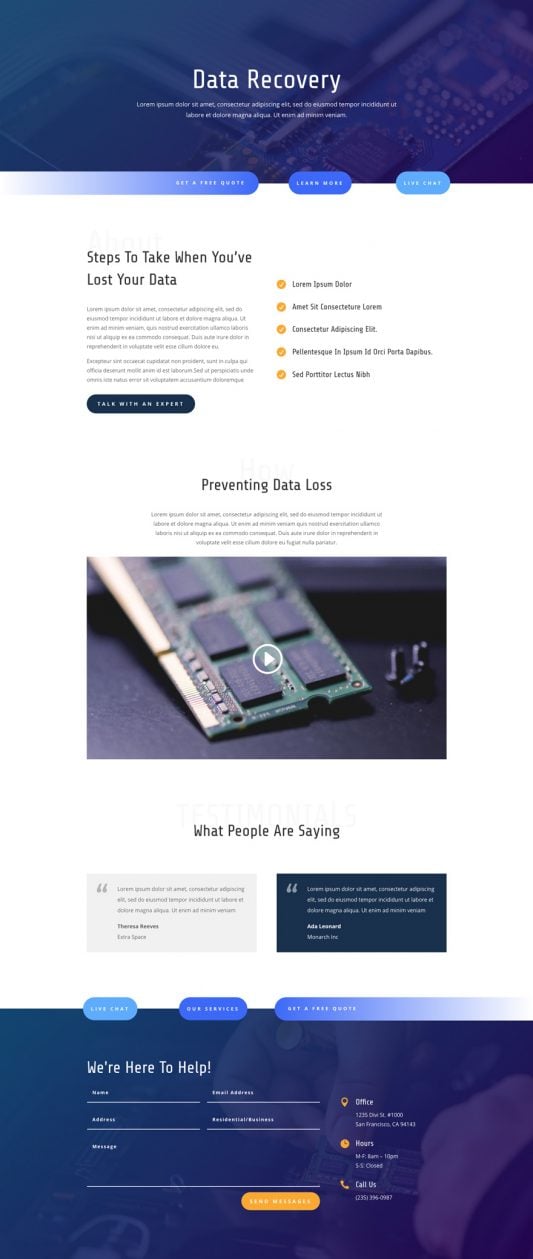 Data Recovery
Lorem ipsum dolor sit amet, consectetur adipiscing elit, sed do eiusmod tempor incididunt ut
labore et dolore magna aliqua. Ut enim ad minim veniam.
GET A FREE QUOTE
LEARN MORE
LIVE CHAT
About
Steps To Take When You've
Lost Your Data
Lorem ipsum dolor sit amet, consectetur adipiscing elit, sed do
eiusmod tempor incididunt ut labore et dolore magna aliqua. Ut
enim ad minim veniam, quis nostrud exercitation ullamco laboris
nisi ut aliquip ex ea commodo consequat. Duis aute irure dolor in
reprehenderit in voluptate velit esse cillum dolore eu.
Excepteur sint occaecat cupidatat non proident, sunt in culpa qui
officia deserunt mollit anim id est laborum.Sed ut perspiciatis unde
omnis iste natus error sit voluptatem accusantium doloremque
TALK WITH AN EXPERT
Lorem Ipsum Dolor
Amet Sit Consecteture Lorem
Consectetur Adipiscing Elit.
Pellentesque In Ipsum Id Orci Porta Dapibus.
Sed Porttitor Lectus Nibh
How
Preventing Data Loss
Lorem ipsum dolor sit amet, consectetur adipiscing elit, sed do eiusmod tempor incididunt ut
labore et dolore magna aliqua. Ut enim ad minim veniam quis nostrud exercitation ullamco
laboris nisi ut aliquip ex ea commodo consequat. Duis aute irure dolor in reprehenderit in
voluptate velit esse cillum dolore eu fugiat nulla pariatur.
TESTIMONIALS
What People Are Saying
Lorem ipsum dolor sit amet, consectetur adipiscing
elit, sed do eiusmod tempor incididunt ut labore et
dolore magna aliqua. Ut enim ad minim veniam
Theresa Reeves
Extra Space
Lorem ipsum dolor sit amet, consectetur adipiscing
elit, sed do eiusmod tempor incididunt ut labore et
dolore magna aliqua. Ut enim ad minim veniam
Ada Leonard
Monarch Inc
LIVE CHAT
OUR SERVICES
GET A FREE QUOTE
We're Here To Help!
Name
Email Address
Address
Residential/Business
Message
SEND MESSAGES
Office
1235 Divi St. #1000
San Francisco, CA 94143
Hours
M-F: 8am – 10pm
S-S: Closed
Call Us
(235) 396-0987